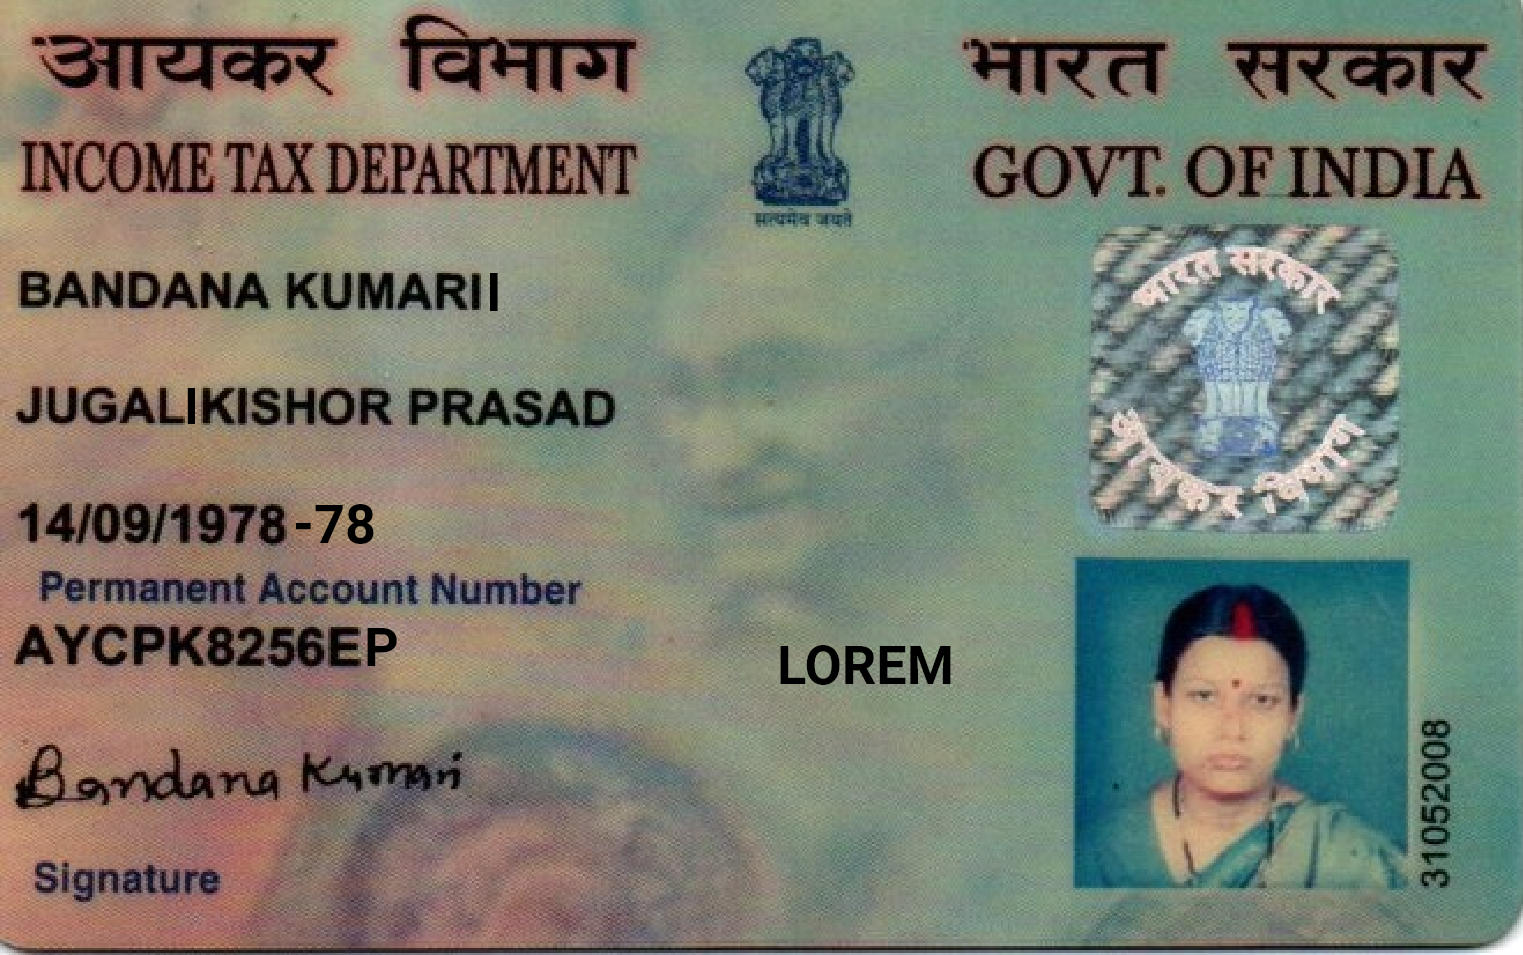 आयकर विभाग
INCOME TAX DEPARTMENT
सत्यमेव जयते
भारत सरकार
GOVT. OF INDIA
भारत सरकार
आयकर विभाग
BANDANA KUMARII
JUGALIKISHOR PRASAD
14/09/1978-78
Permanent Account Number
AYCPK8256EP
LOREM
Bandana Kumari
Signature
31052008